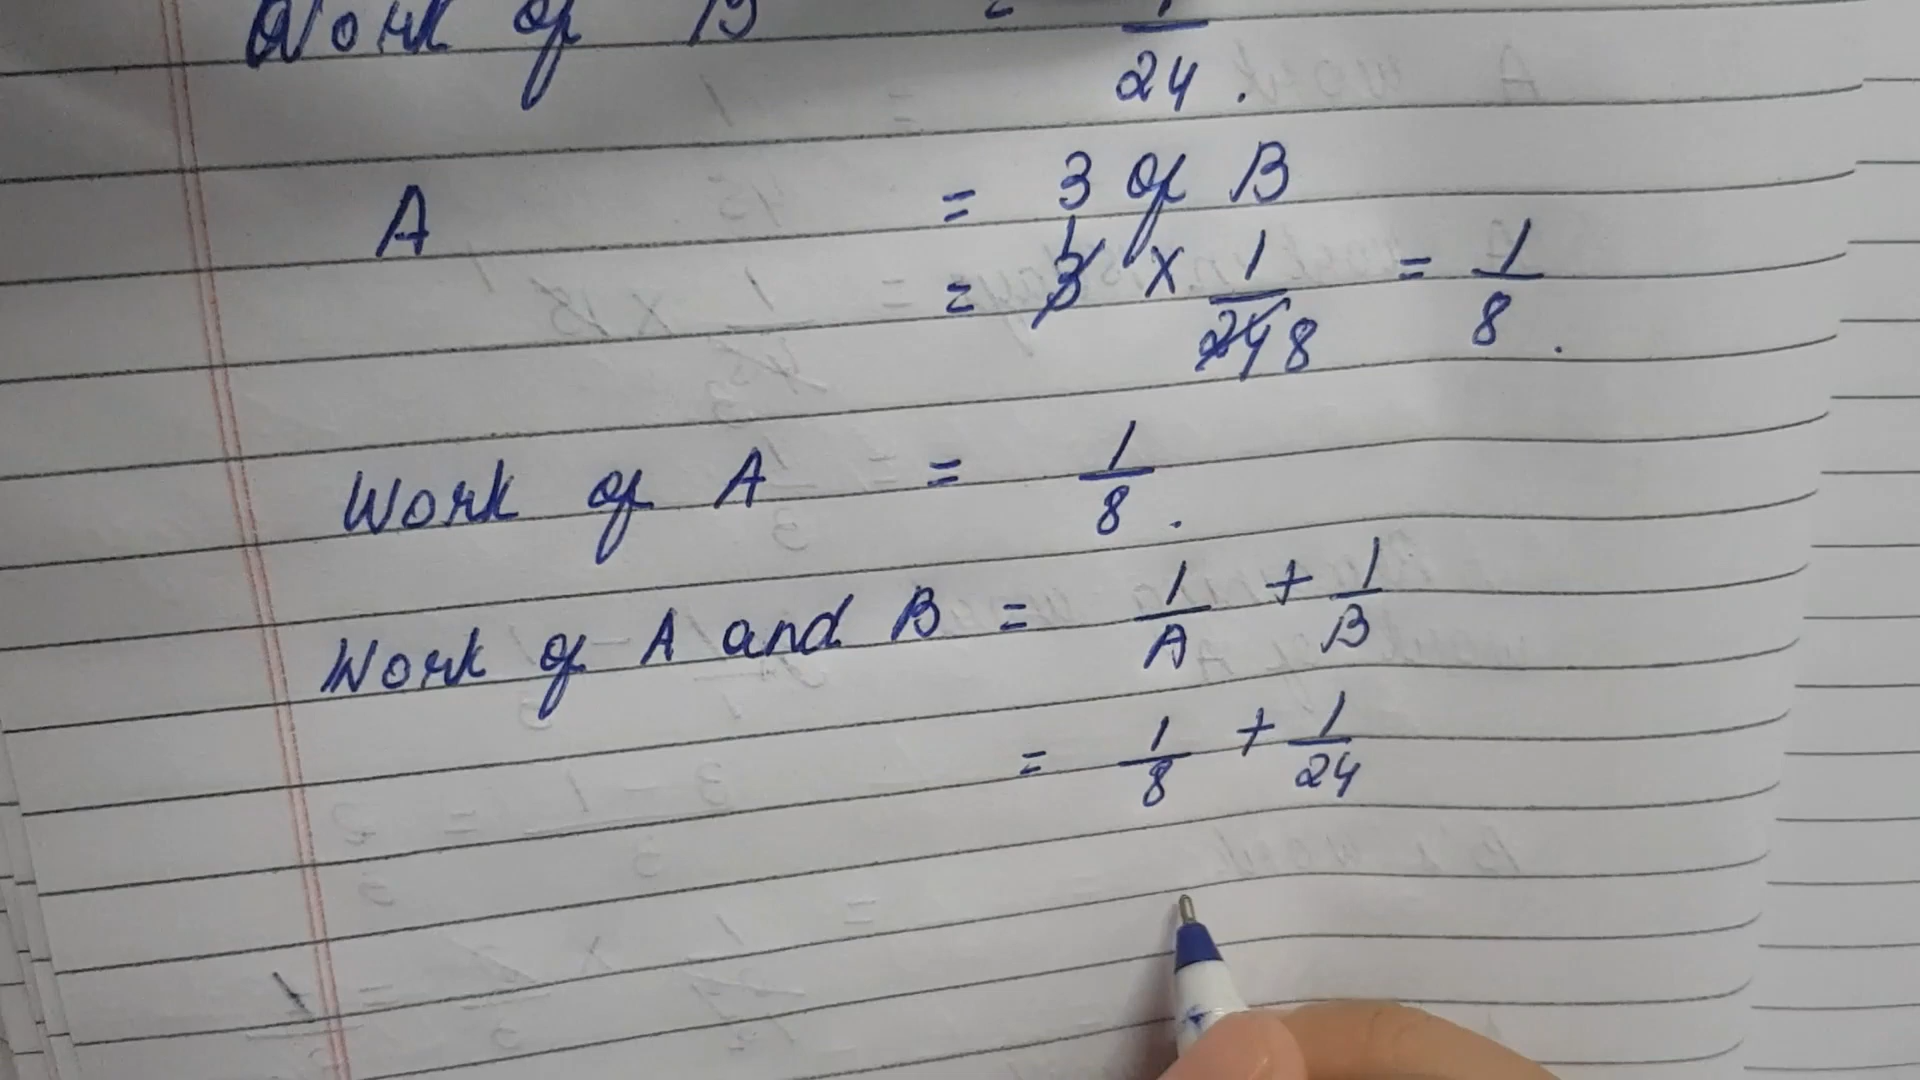 Work of B = 1/24.
A = 3 of B
= 3 1 × 1/24 8 = 1/8.
Work of A = 1/8.
Work of A and B = 1/A + 1/B
= 1/8 + 1/24